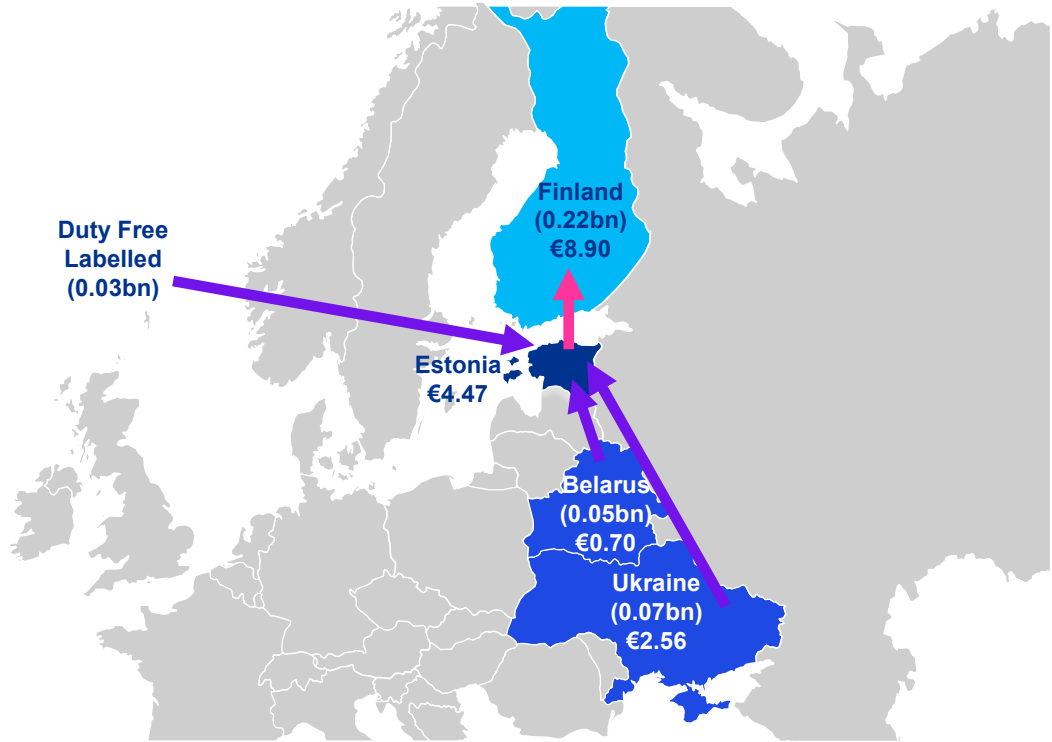 Finland
(0.22bn)
€8.90
Duty Free
Labelled
(0.03bn)
Estonia
€4.47
Belarus
(0.05bn)
€0.70
Ukraine
(0.07bn)
€2.56